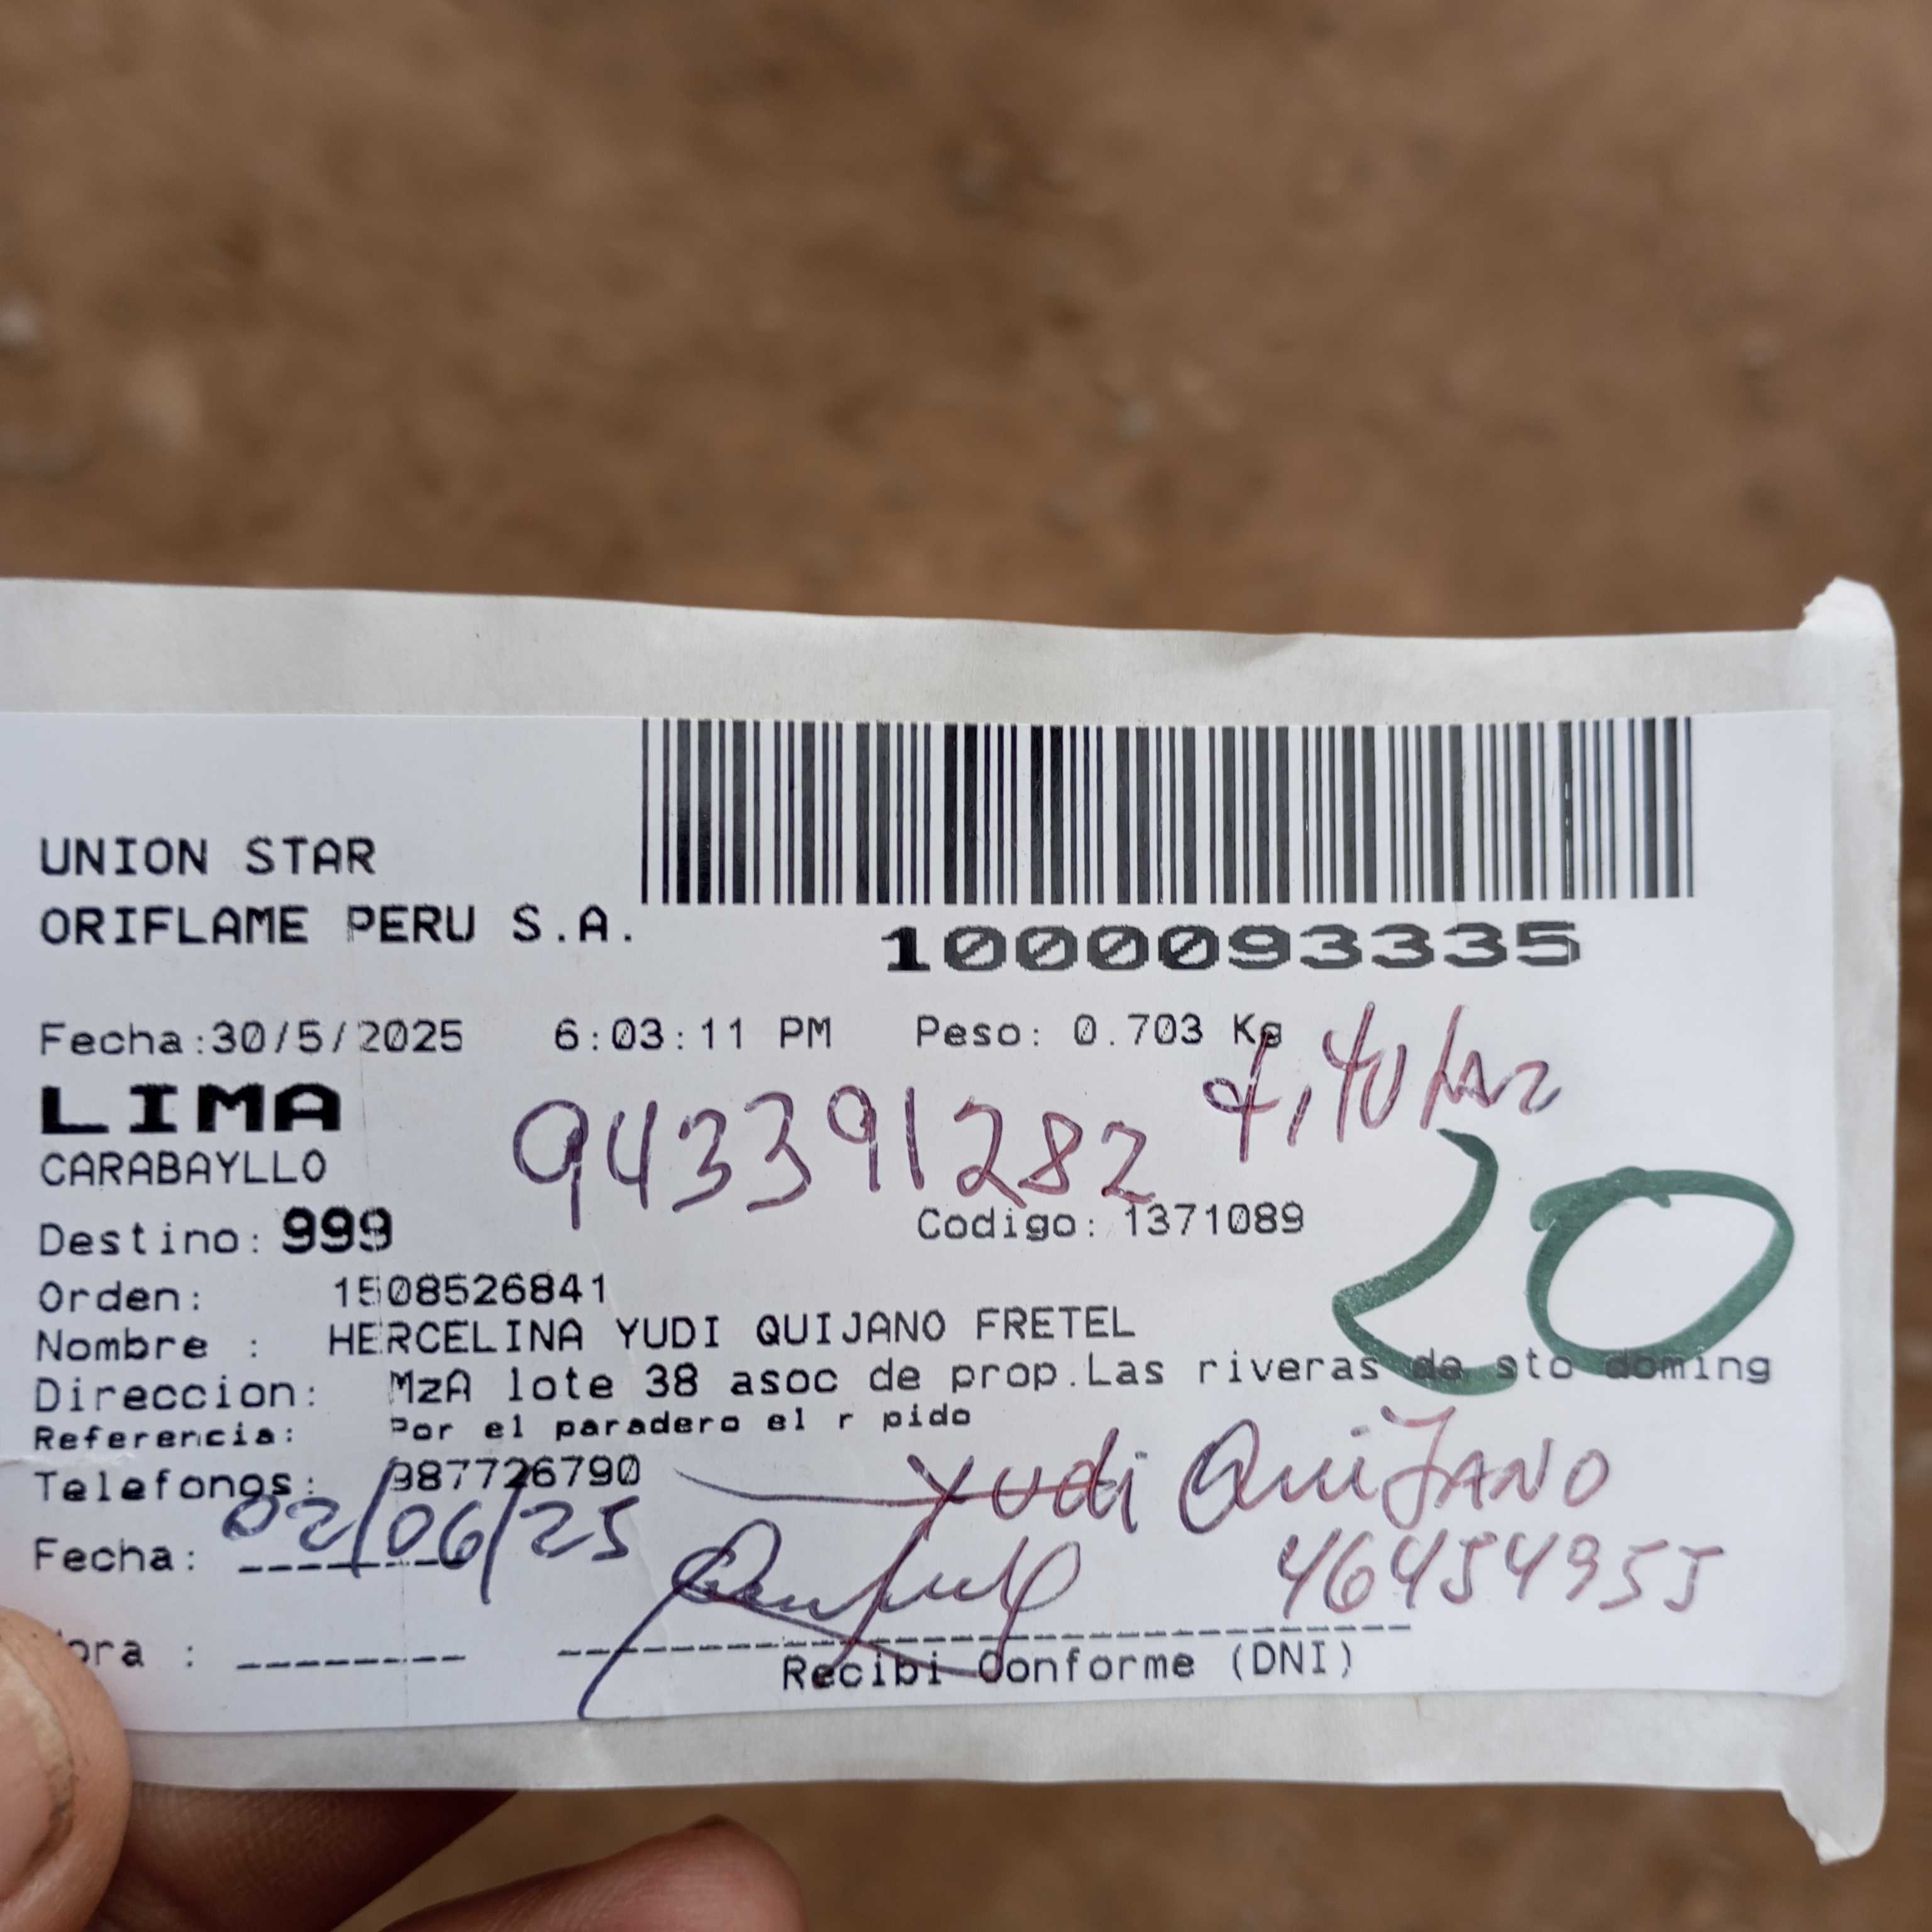 UNION STAR
ORIFLAME PERU S.A.
1000093335
Fecha:30/5/2025 6:03:11 PM Peso: 0.703 Kg
LIMA
943391282
CARABAYLLO
Destino: 999 Codigo: 1371089
20
Orden: 1508526841
Nombre : HERCELINA YUDI QUIJANO FRETEL
Direccion: MzA lote 38 asoc de prop.Las riveras de sto doming
Referencia: Por el paradero el r pido
Telefonos: 987726790
Yudi QuiJANO
Fecha: 02/06/25
46454955
ora :
Recibi Conforme (DNI)